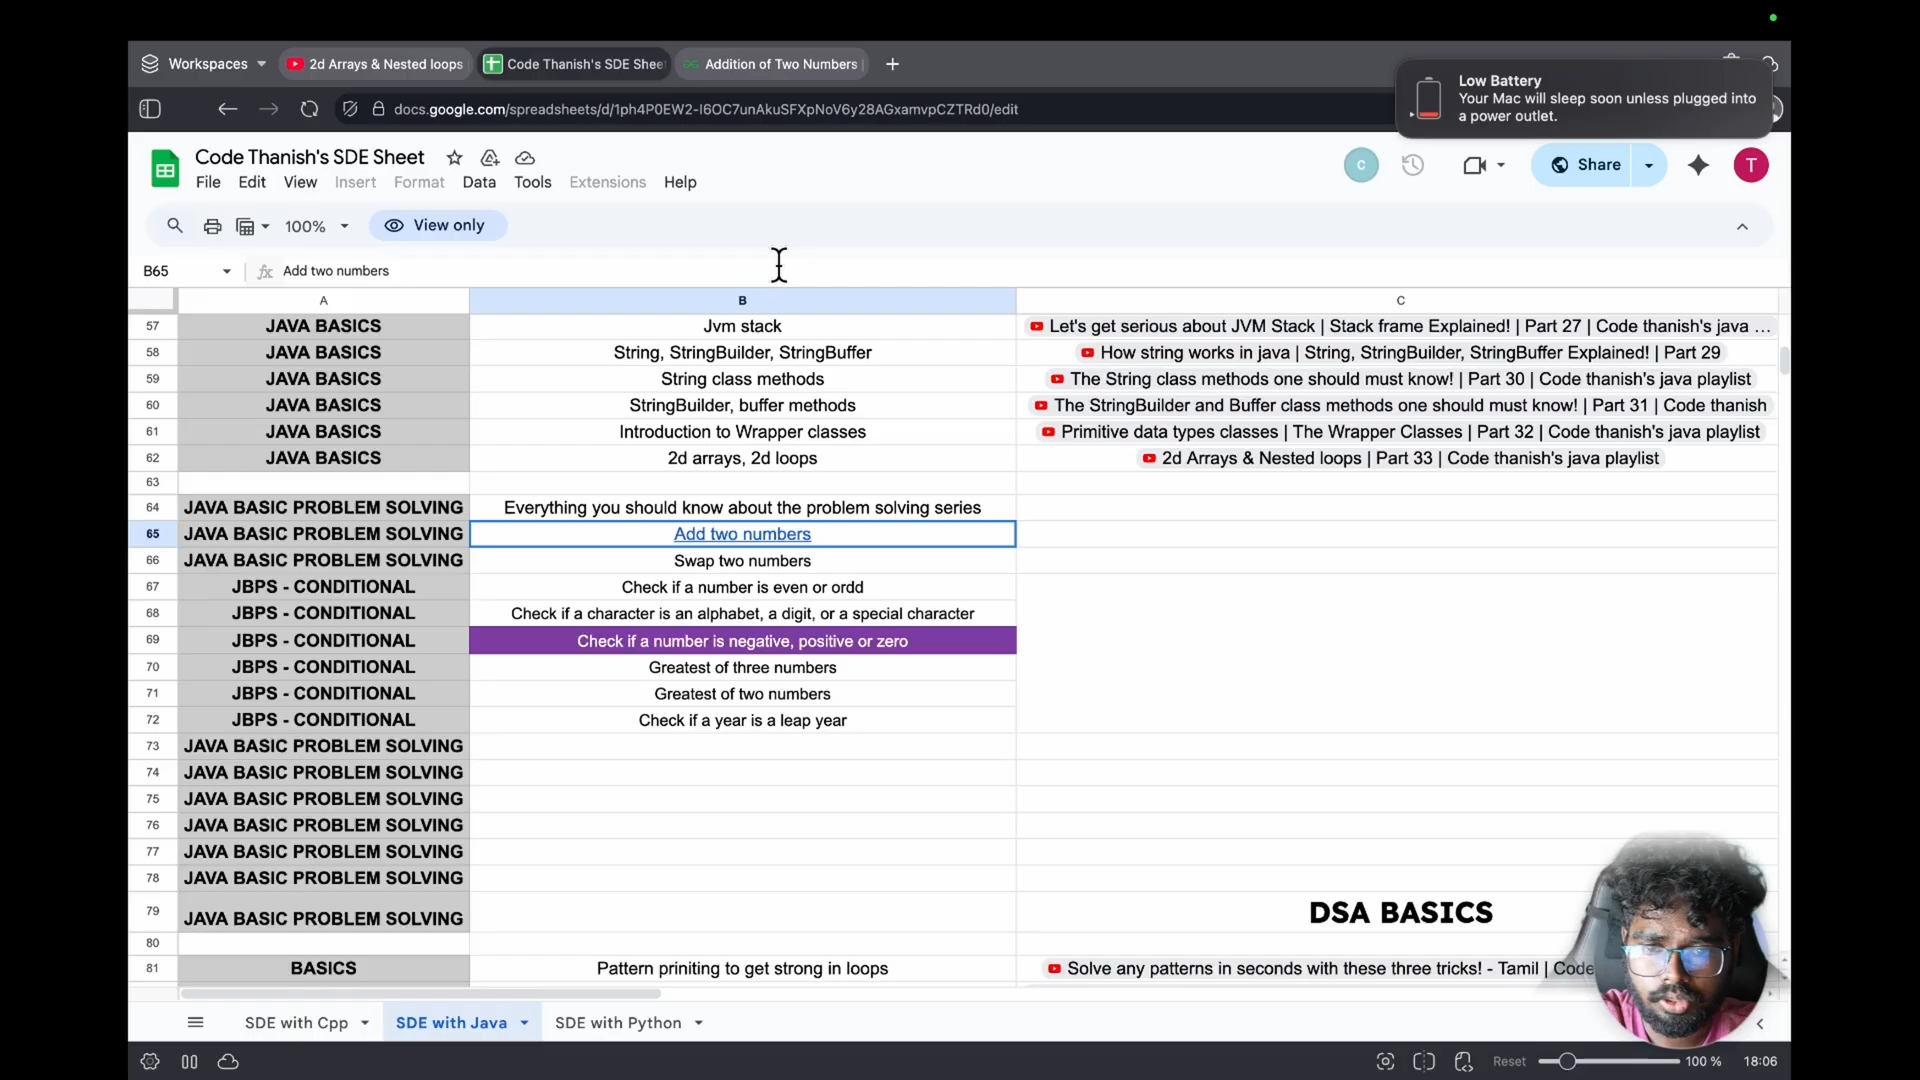 Workspaces
2d Arrays & Nested loops
Code Thanish's SDE Shee
Addition of Two Numbers
Low Battery
Your Mac will sleep soon unless plugged into
a power outlet.
docs.google.com/spreadsheets/d/1ph4P0EW2-I6OC7unAkuSFXpNoV6y28AGxamvpCZTRd0/edit
Code Thanish's SDE Sheet
File Edit View Insert Format Data Tools Extensions Help
C
Share
T
100%
View only
B65
fx Add two numbers
A B C
57 JAVA BASICS Jvm stack Let's get serious about JVM Stack | Stack frame Explained! | Part 27 | Code thanish's java ...
58 JAVA BASICS String, StringBuilder, StringBuffer How string works in java | String, StringBuilder, StringBuffer Explained! | Part 29
59 JAVA BASICS String class methods The String class methods one should must know! | Part 30 | Code thanish's java playlist
60 JAVA BASICS StringBuilder, buffer methods The StringBuilder and Buffer class methods one should must know! | Part 31 | Code thanish
61 JAVA BASICS Introduction to Wrapper classes Primitive data types classes | The Wrapper Classes | Part 32 | Code thanish's java playlist
62 JAVA BASICS 2d arrays, 2d loops 2d Arrays & Nested loops | Part 33 | Code thanish's java playlist
63
64 JAVA BASIC PROBLEM SOLVING Everything you should know about the problem solving series
65 JAVA BASIC PROBLEM SOLVING Add two numbers
66 JAVA BASIC PROBLEM SOLVING Swap two numbers
67 JBPS - CONDITIONAL Check if a number is even or ordd
68 JBPS - CONDITIONAL Check if a character is an alphabet, a digit, or a special character
69 JBPS - CONDITIONAL Check if a number is negative, positive or zero
70 JBPS - CONDITIONAL Greatest of three numbers
71 JBPS - CONDITIONAL Greatest of two numbers
72 JBPS - CONDITIONAL Check if a year is a leap year
73 JAVA BASIC PROBLEM SOLVING
74 JAVA BASIC PROBLEM SOLVING
75 JAVA BASIC PROBLEM SOLVING
76 JAVA BASIC PROBLEM SOLVING
77 JAVA BASIC PROBLEM SOLVING
78 JAVA BASIC PROBLEM SOLVING
79 JAVA BASIC PROBLEM SOLVING DSA BASICS
80
81 BASICS Pattern priniting to get strong in loops Solve any patterns in seconds with these three tricks! - Tamil | Code
SDE with Cpp
SDE with Java
SDE with Python
Reset
100 %
18:06